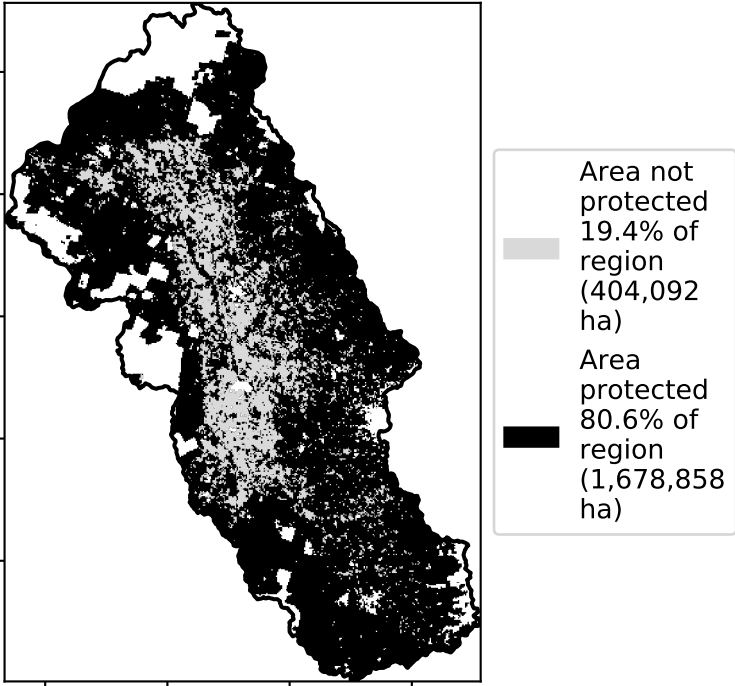 Area not
protected
19.4% of
region
(404,092
ha)
Area
protected
80.6% of
region
(1,678,858
ha)